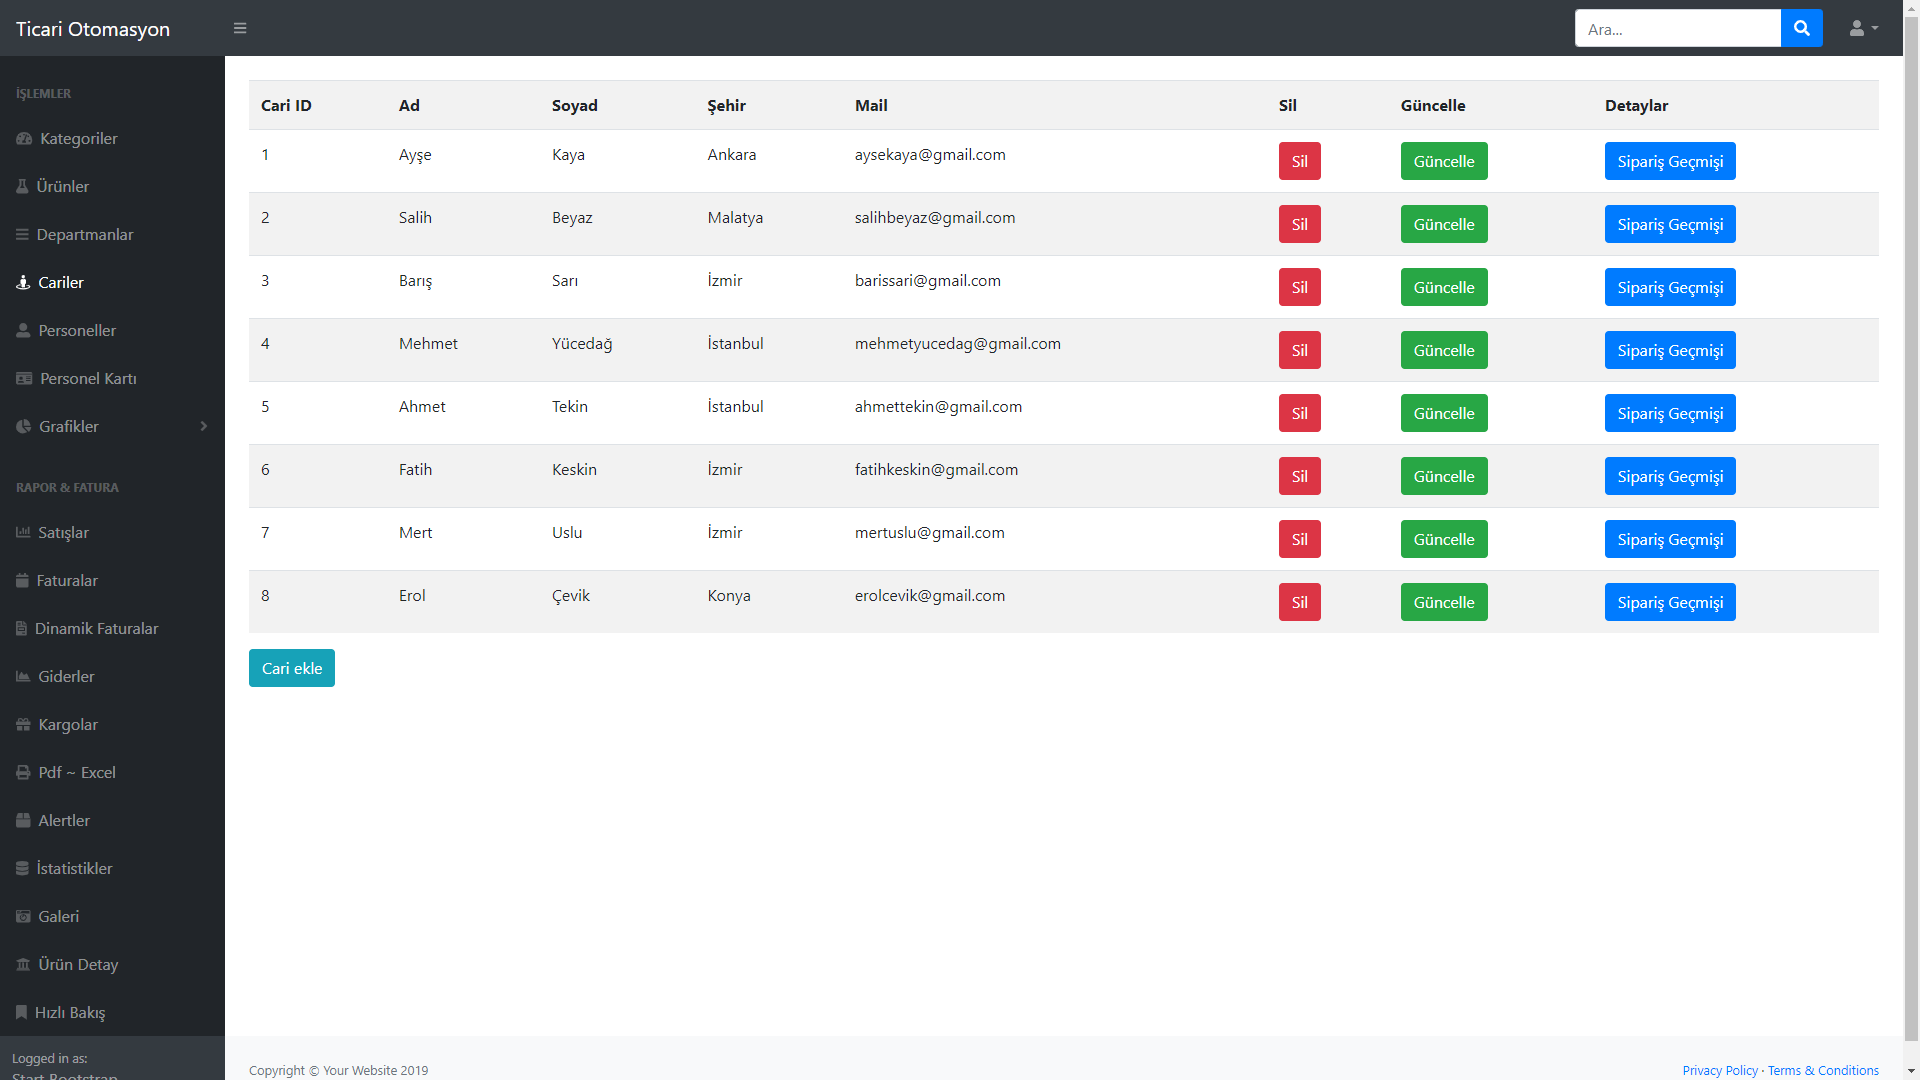 Ticari Otomasyon
Ara...
İŞLEMLER
Kategoriler
Ürünler
Departmanlar
Cariler
Personeller
Personel Kartı
Grafikler
RAPOR & FATURA
Satışlar
Faturalar
Dinamik Faturalar
Giderler
Kargolar
Pdf ~ Excel
Alertler
İstatistikler
Galeri
Ürün Detay
Hızlı Bakış
Logged in as:
Start Bootstrap
Cari ID Ad Soyad Şehir Mail Sil Güncelle Detaylar
1 Ayşe Kaya Ankara aysekaya@gmail.com Sil Güncelle Sipariş Geçmişi
2 Salih Beyaz Malatya salihbeyaz@gmail.com Sil Güncelle Sipariş Geçmişi
3 Barış Sarı İzmir barissari@gmail.com Sil Güncelle Sipariş Geçmişi
4 Mehmet Yücedağ İstanbul mehmetyucedag@gmail.com Sil Güncelle Sipariş Geçmişi
5 Ahmet Tekin İstanbul ahmettekin@gmail.com Sil Güncelle Sipariş Geçmişi
6 Fatih Keskin İzmir fatihkeskin@gmail.com Sil Güncelle Sipariş Geçmişi
7 Mert Uslu İzmir mertuslu@gmail.com Sil Güncelle Sipariş Geçmişi
8 Erol Çevik Konya erolcevik@gmail.com Sil Güncelle Sipariş Geçmişi
Cari ekle
Copyright © Your Website 2019
Privacy Policy · Terms & Conditions